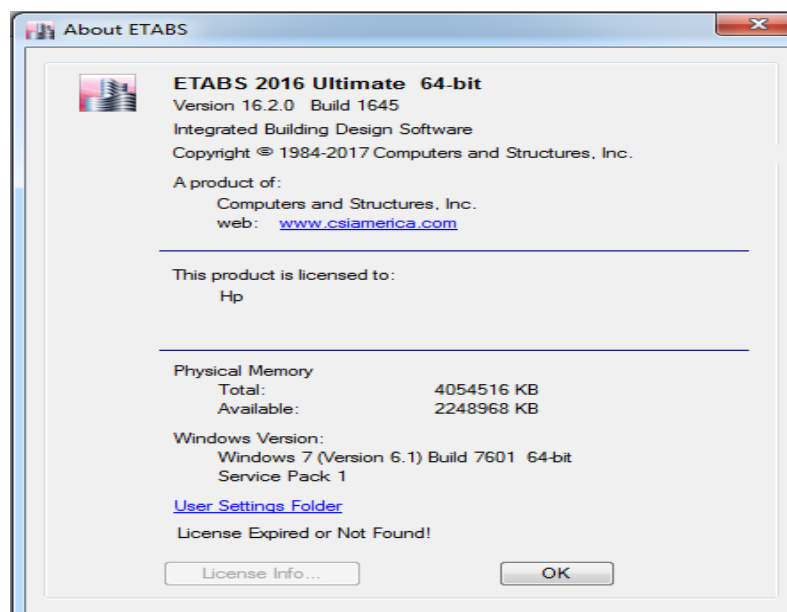 About ETABS
ETABS 2016 Ultimate 64-bit
Version 16.2.0 Build 1645
Integrated Building Design Software
Copyright © 1984-2017 Computers and Structures, Inc.
A product of:
Computers and Structures, Inc.
web: www.csiamerica.com
This product is licensed to:
Hp
Physical Memory
Total: 4054516 KB
Available: 2248968 KB
Windows Version:
Windows 7 (Version 6.1) Build 7601 64-bit
Service Pack 1
User Settings Folder
License Expired or Not Found!
License Info... OK